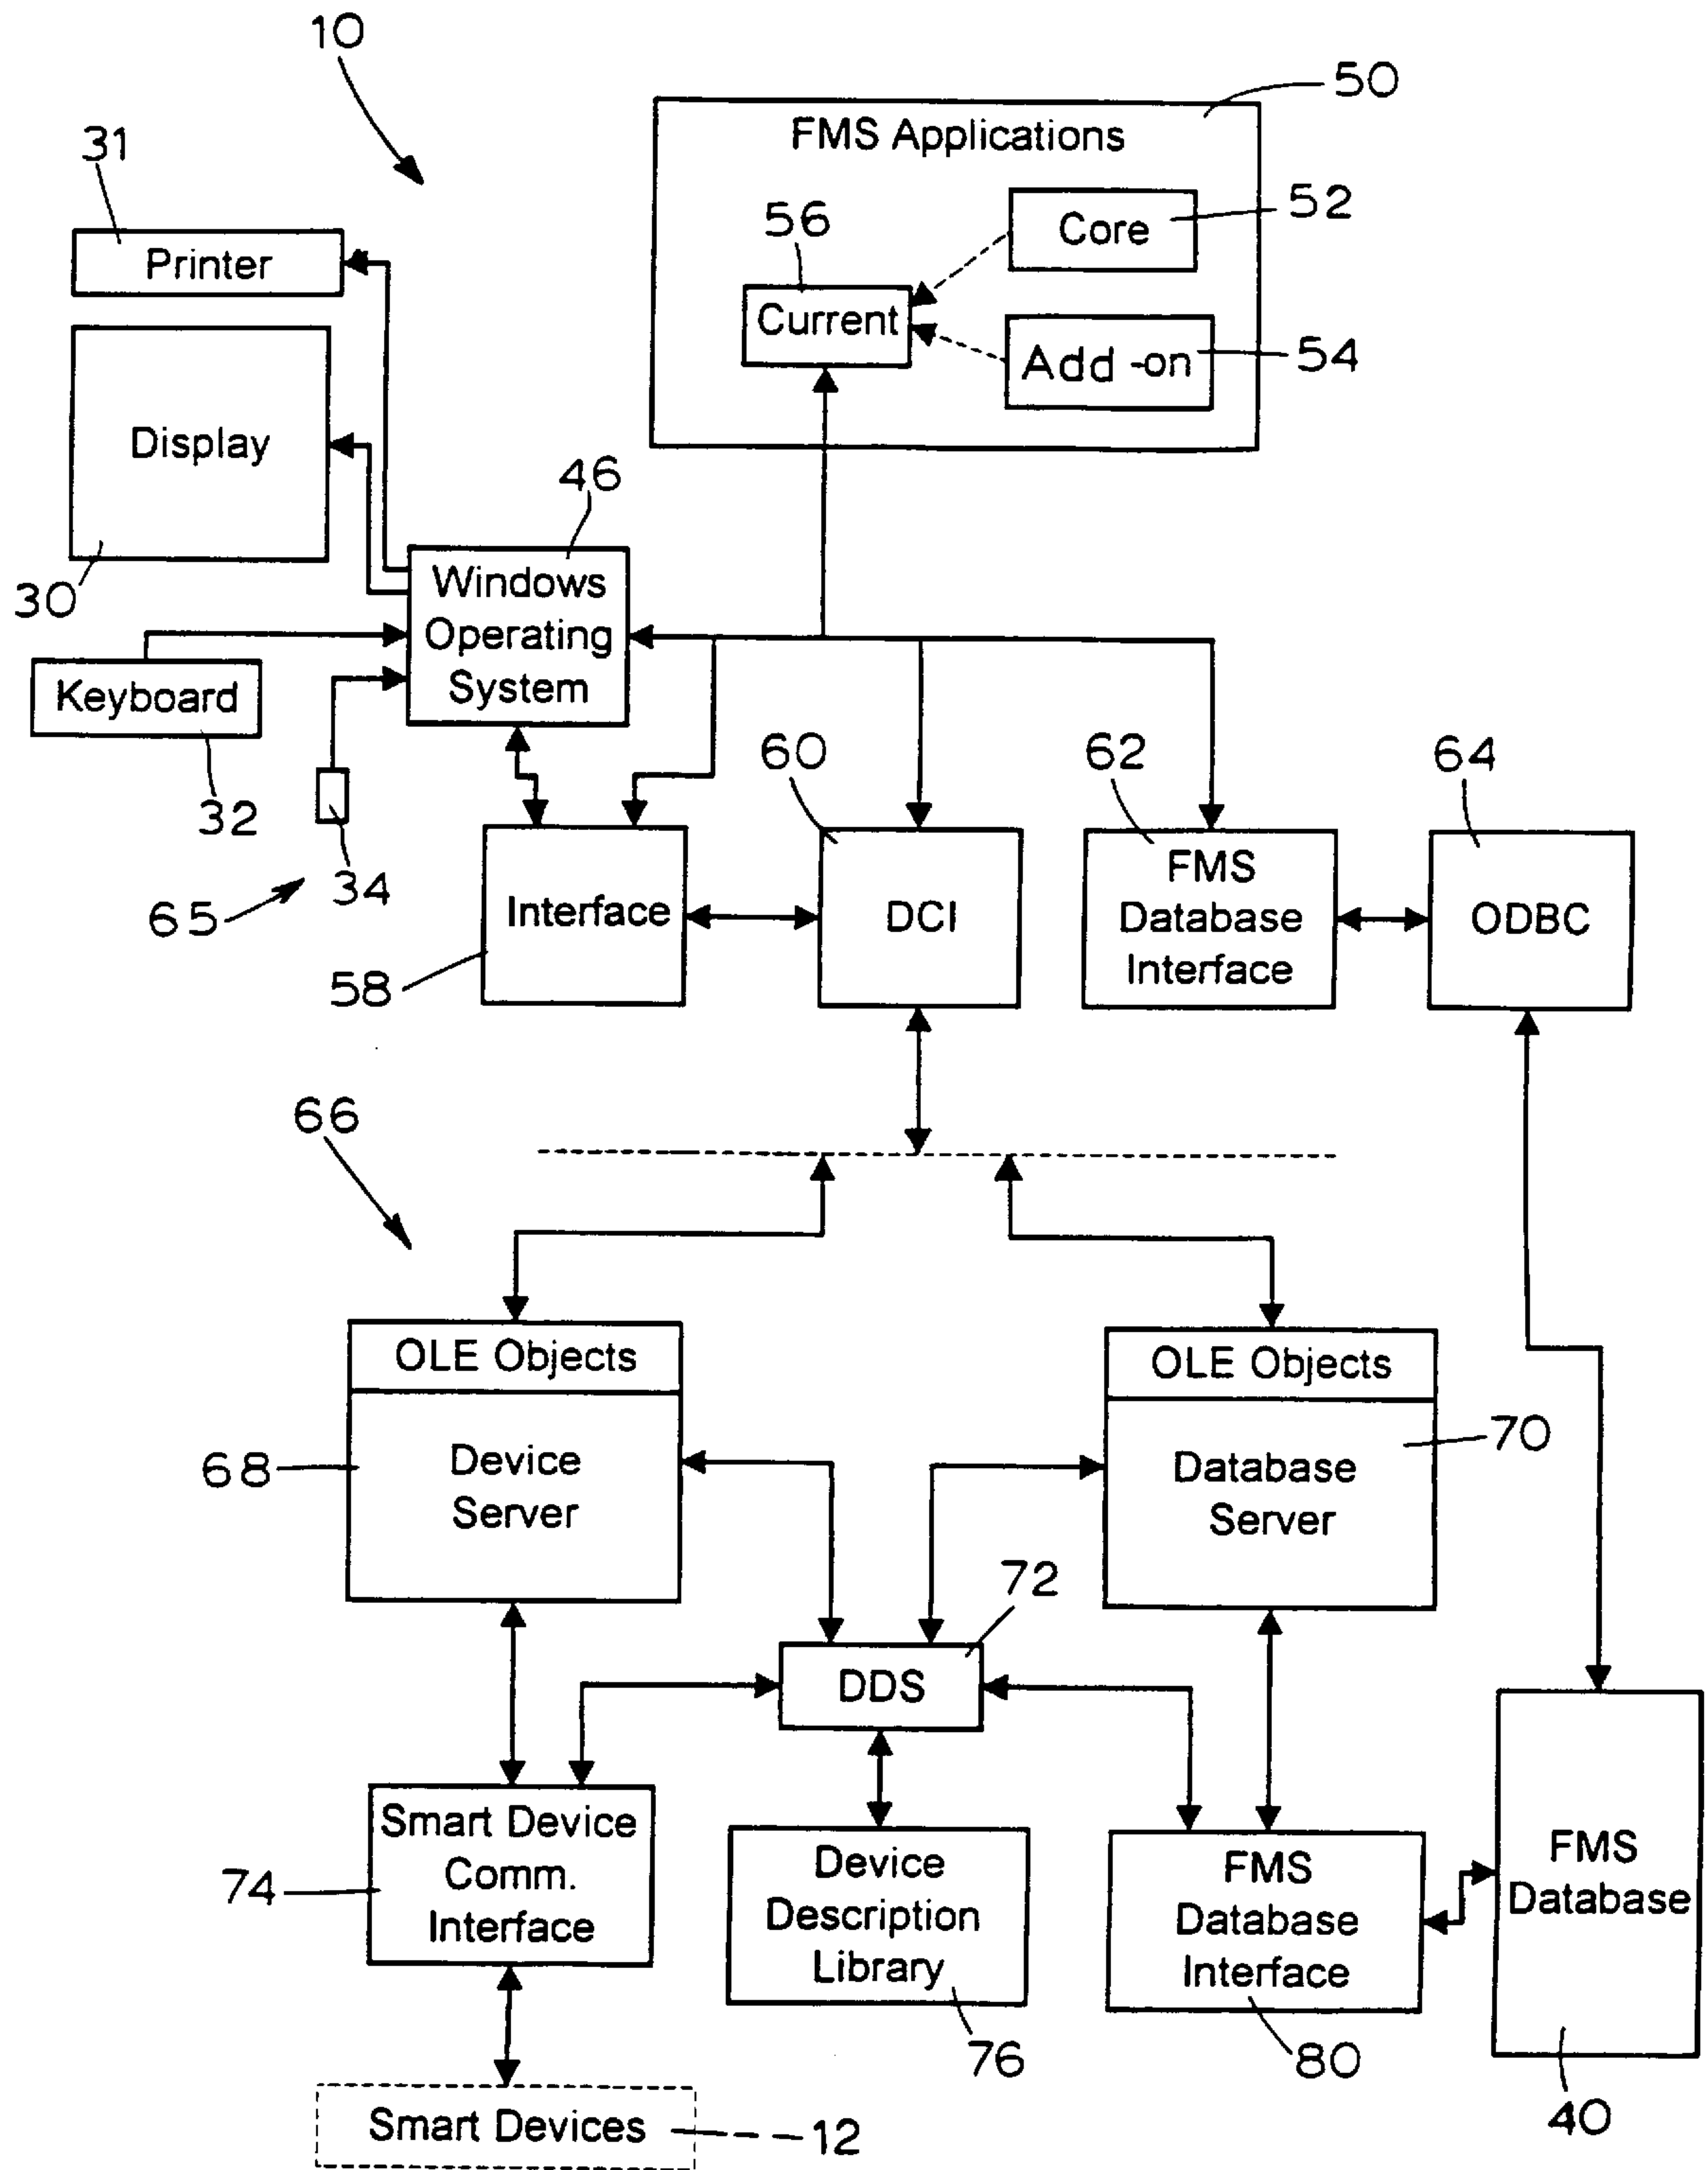 10
50
FMS Applications
31
52
Core
56
Printer
Current
54
Add -on
Display
46
30
Windows
Operating
System
Keyboard
32
34
65
60
62
64
Interface
58
DCI
FMS
Database
Interface
ODBC
66
OLE Objects
Device
Server
68
OLE Objects
Database
Server
70
72
DDS
Smart Device
Comm.
Interface
74
Device
Description
Library
76
FMS
Database
Interface
80
FMS
Database
40
Smart Devices
12